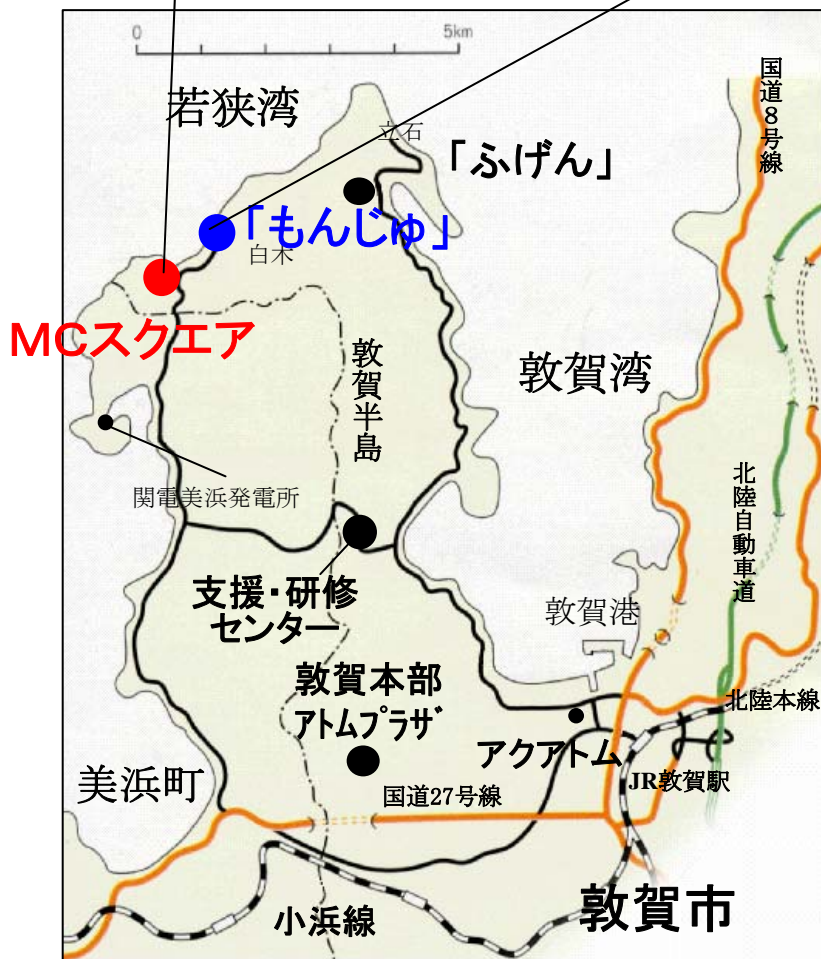 0
5km
若狭湾
国道8号線
立石
「ふげん」
「もんじゅ」
白木
MCスクエア
敦賀半島
敦賀湾
関電美浜発電所
北陸自動車道
支援・研修
センター
敦賀港
敦賀本部
アトムプラザ
北陸本線
アクアトム
JR敦賀駅
美浜町
国道27号線
敦賀市
小浜線